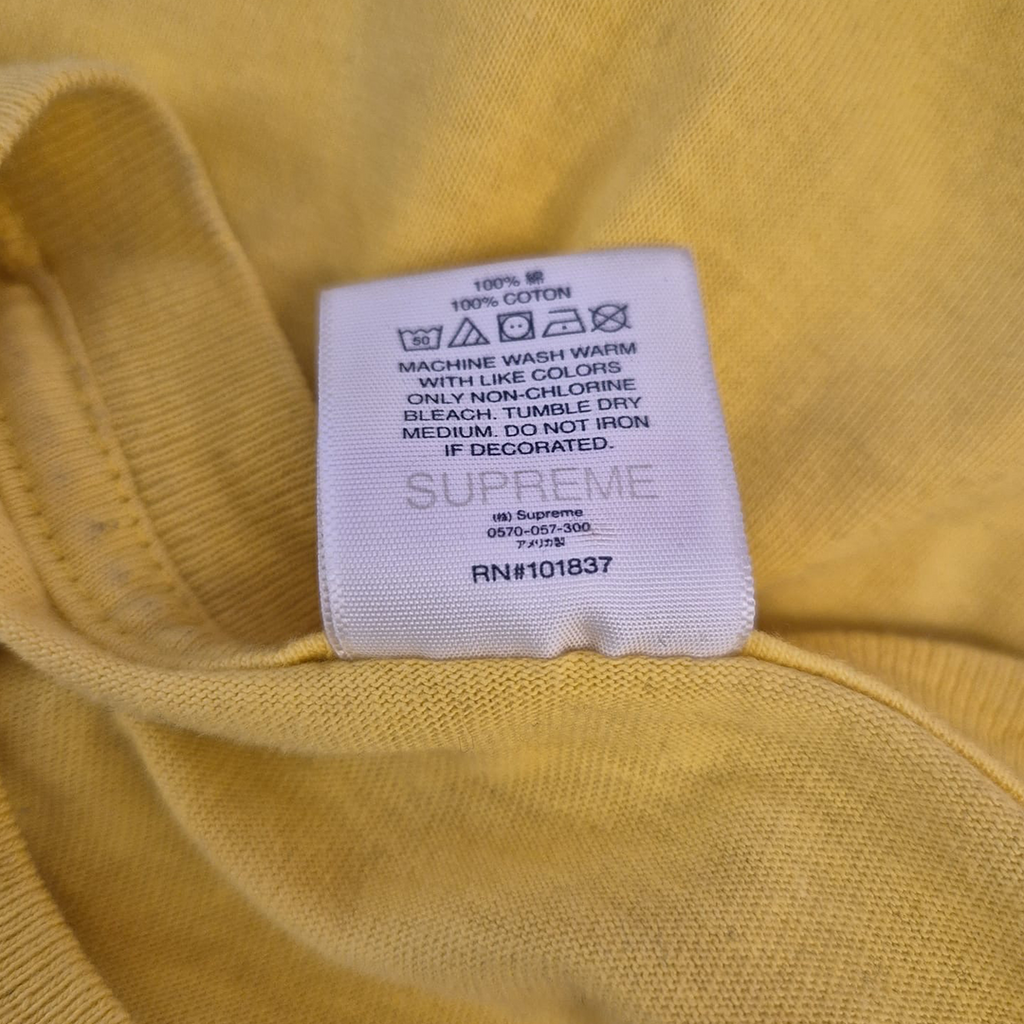 100% 綿
100% COTON
50
MACHINE WASH WARM
WITH LIKE COLORS
ONLY NON-CHLORINE
BLEACH. TUMBLE DRY
MEDIUM. DO NOT IRON
IF DECORATED.
SUPREME
(株) Supreme
0570-057-300
アメリカ製
RN#101837